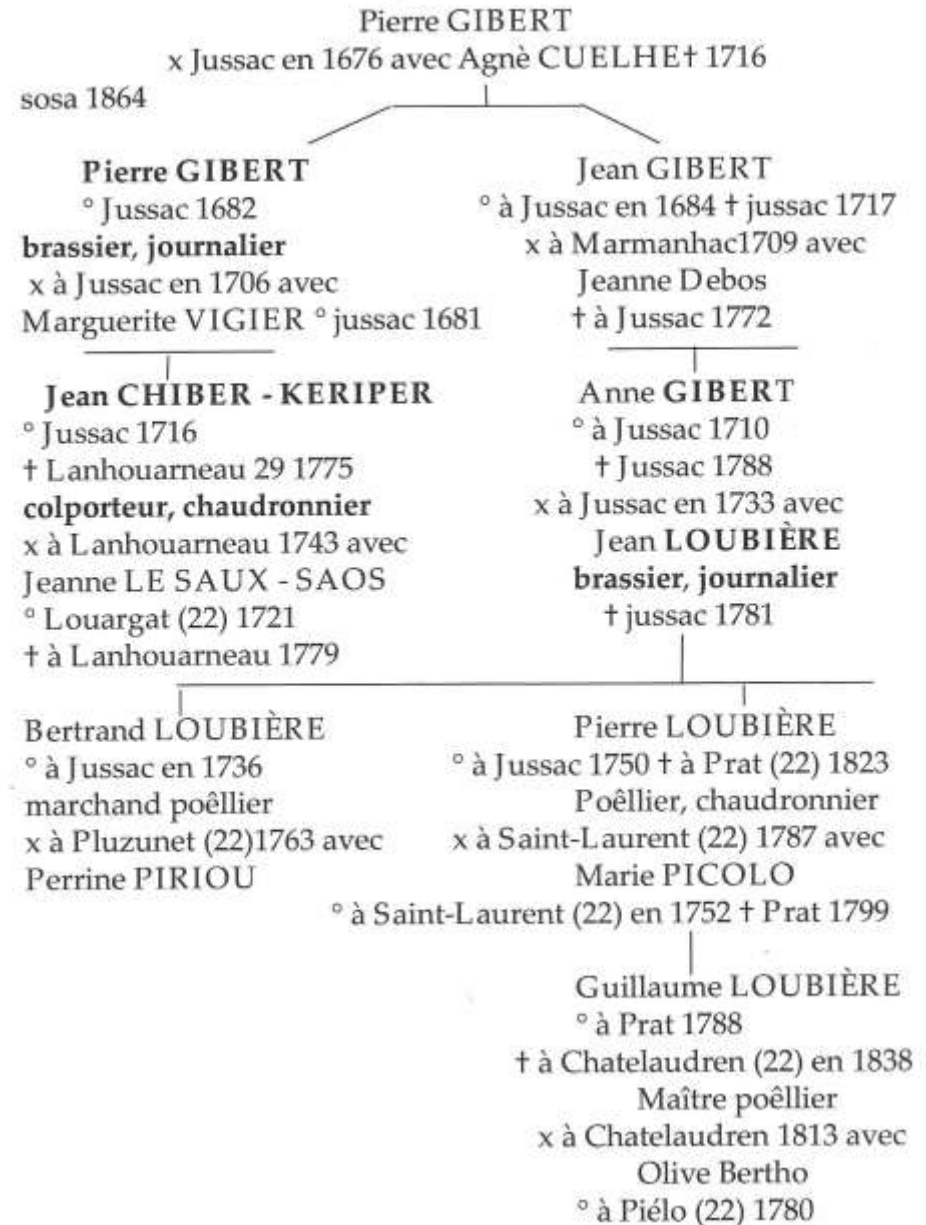 Pierre GIBERT
x Jussac en 1676 avec Agnè CUELHE† 1716
sosa 1864
Pierre GIBERT
° Jussac 1682
brassier, journalier
x à Jussac en 1706 avec
Marguerite VIGIER ° jussac 1681
Jean GIBERT
° à Jussac en 1684 † jussac 1717
x à Marmanhac1709 avec
Jeanne Debos
† à Jussac 1772
Jean CHIBER - KERIPER
° Jussac 1716
† Lanhouarneau 29 1775
colporteur, chaudronnier
x à Lanhouarneau 1743 avec
Jeanne LE SAUX - SAOS
° Louargat (22) 1721
† à Lanhouarneau 1779
Anne GIBERT
° à Jussac 1710
† Jussac 1788
x à Jussac en 1733 avec
Jean LOUBIÈRE
brassier, journalier
† jussac 1781
Bertrand LOUBIÈRE
° à Jussac en 1736
marchand poêllier
x à Pluzunet (22)1763 avec
Perrine PIRIOU
Pierre LOUBIÈRE
° à Jussac 1750 † à Prat (22) 1823
Poêllier, chaudronnier
x à Saint-Laurent (22) 1787 avec
Marie PICOLO
° à Saint-Laurent (22) en 1752 † Prat 1799
Guillaume LOUBIÈRE
° à Prat 1788
† à Chatelaudren (22) en 1838
Maître poêllier
x à Chatelaudren 1813 avec
Olive Bertho
° à Piélo (22) 1780